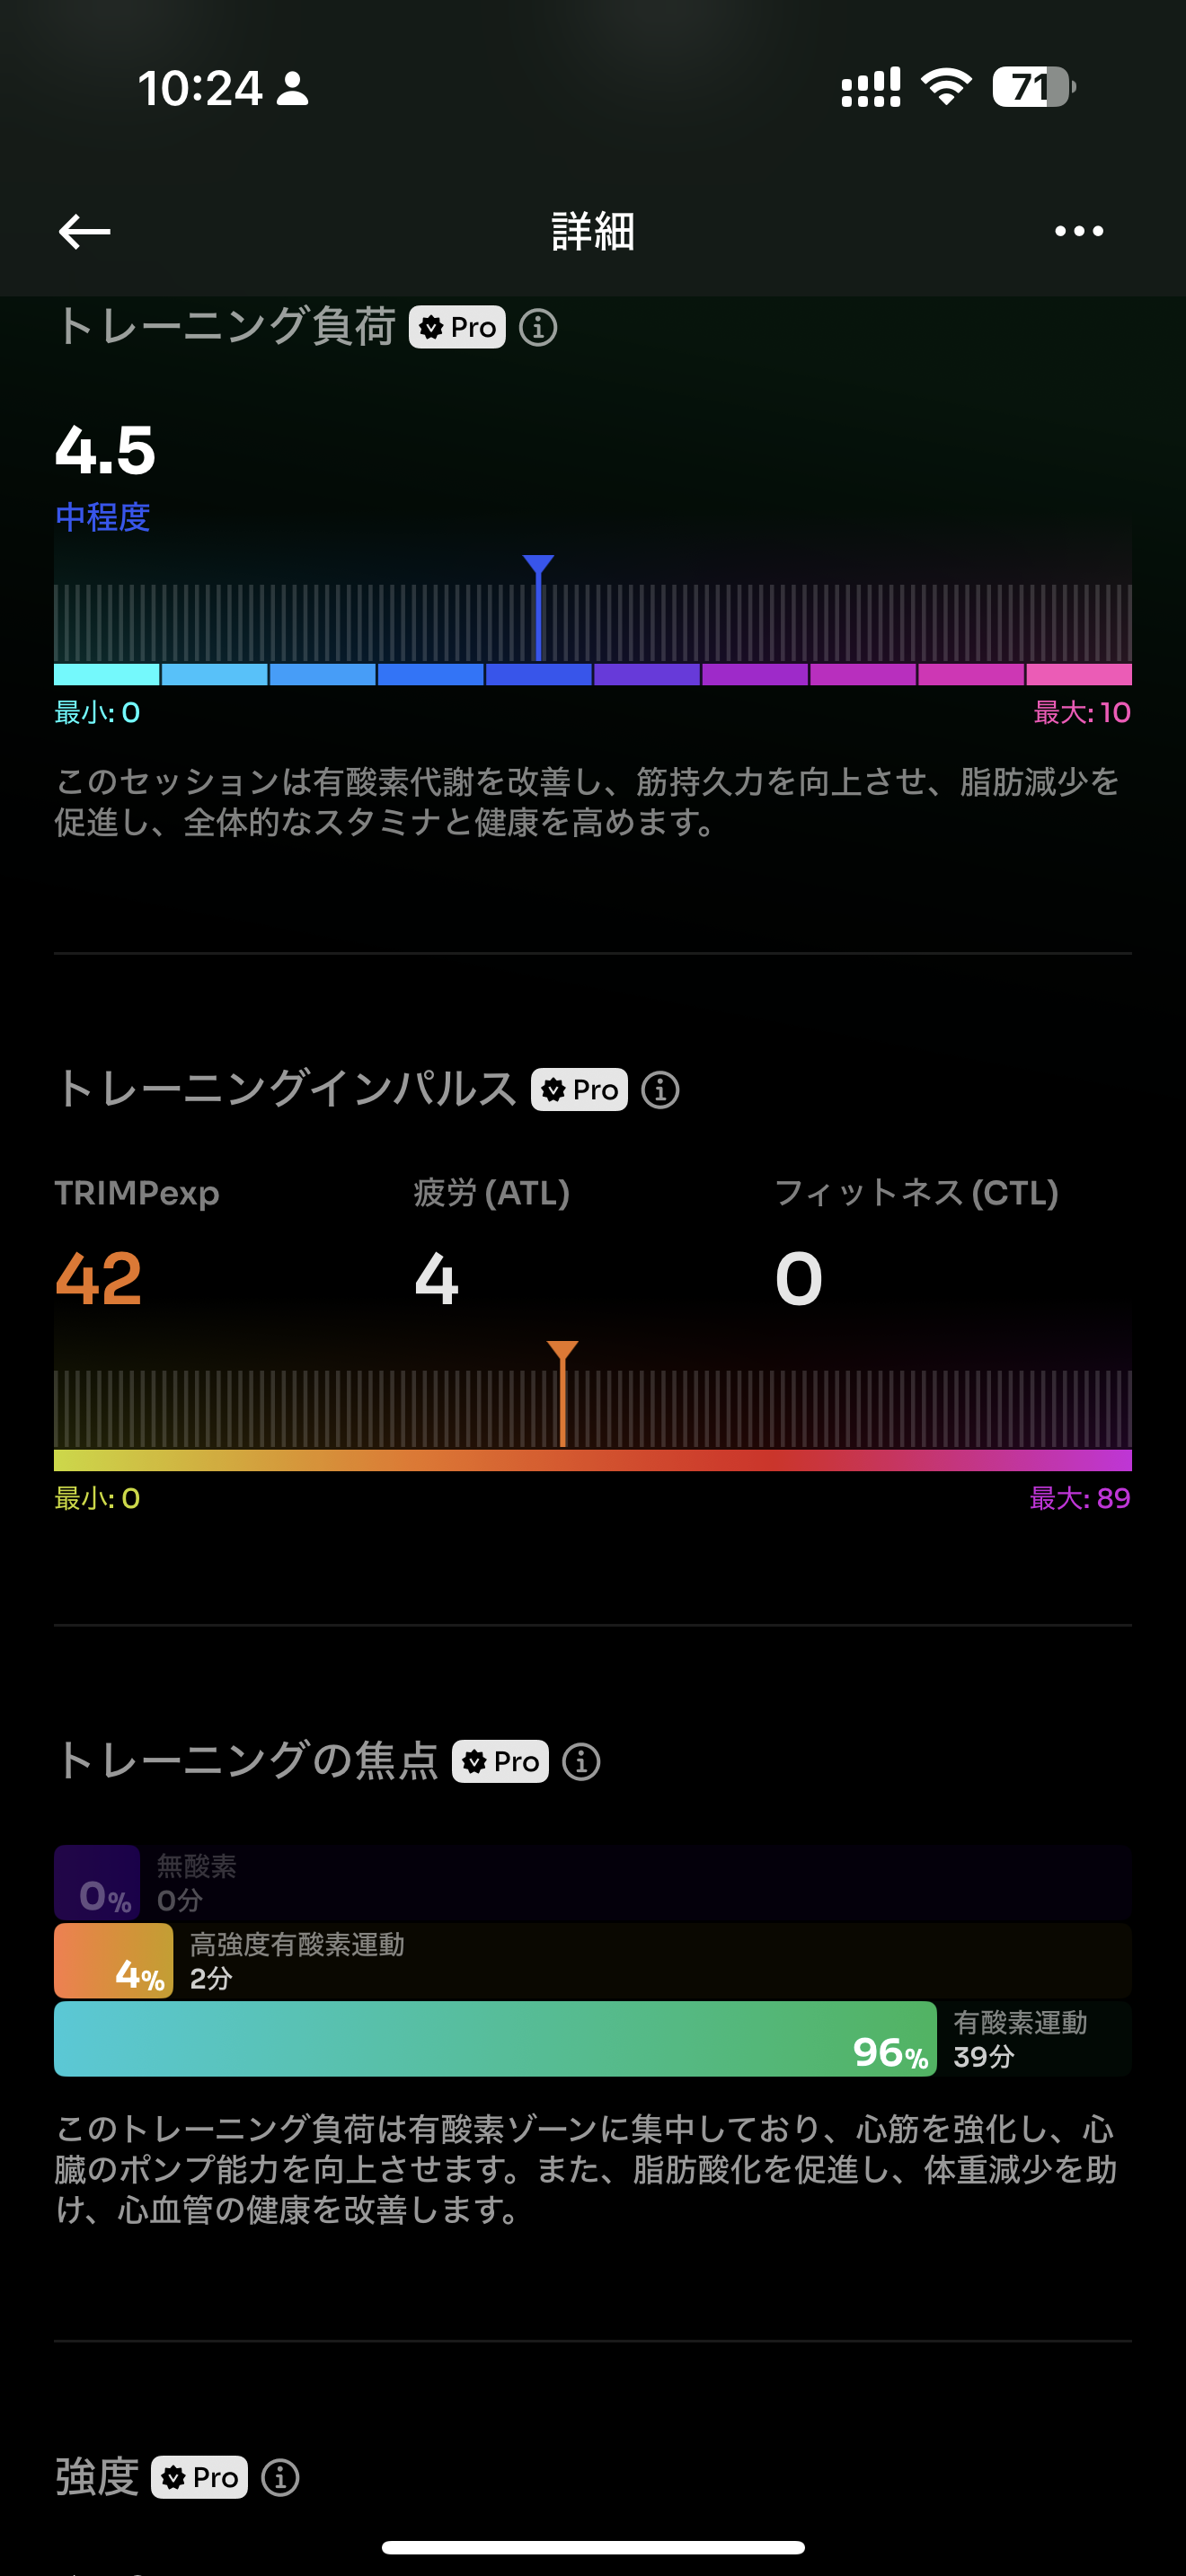 10:24
71
詳細
トレーニング負荷 Pro
4.5
中程度
最小: 0 最大: 10
このセッションは有酸素代謝を改善し、筋持久力を向上させ、脂肪減少を
促進し、全体的なスタミナと健康を高めます。
トレーニングインパルス Pro
TRIMPexp 疲労 (ATL) フィットネス (CTL)
42 4 0
最小: 0 最大: 89
トレーニングの焦点 Pro
0% 無酸素
0分
4% 高強度有酸素運動
2分
96% 有酸素運動
39分
このトレーニング負荷は有酸素ゾーンに集中しており、心筋を強化し、心
臓のポンプ能力を向上させます。また、脂肪酸化を促進し、体重減少を助
け、心血管の健康を改善します。
強度 Pro